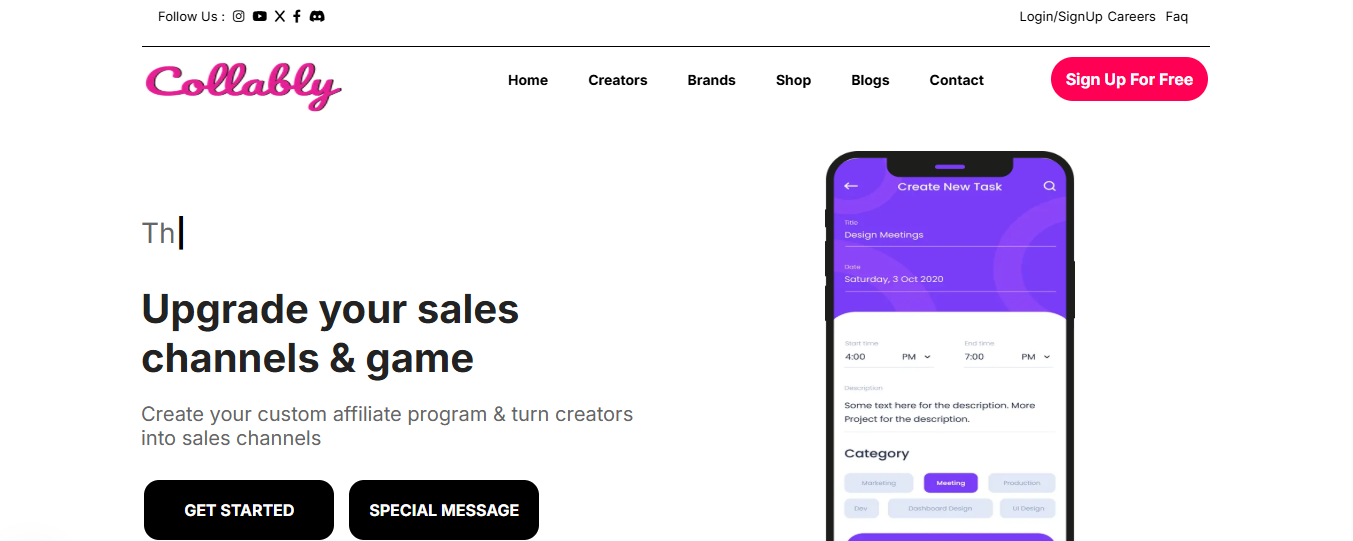 Follow Us :
Login/SignUp Careers Faq
Collably
Home Creators Brands Shop Blogs Contact
Sign Up For Free
Th
Upgrade your sales
channels & game
Create your custom affiliate program & turn creators
into sales channels
GET STARTED
SPECIAL MESSAGE
Create New Task
Title
Design Meetings
Date
Saturday, 3 Oct 2020
Start time End time
4:00 PM 7:00 PM
Description
Some text here for the description. More
Project for the description.
Category
Marketing Meeting Production
Dev Dashboard Design UI Design